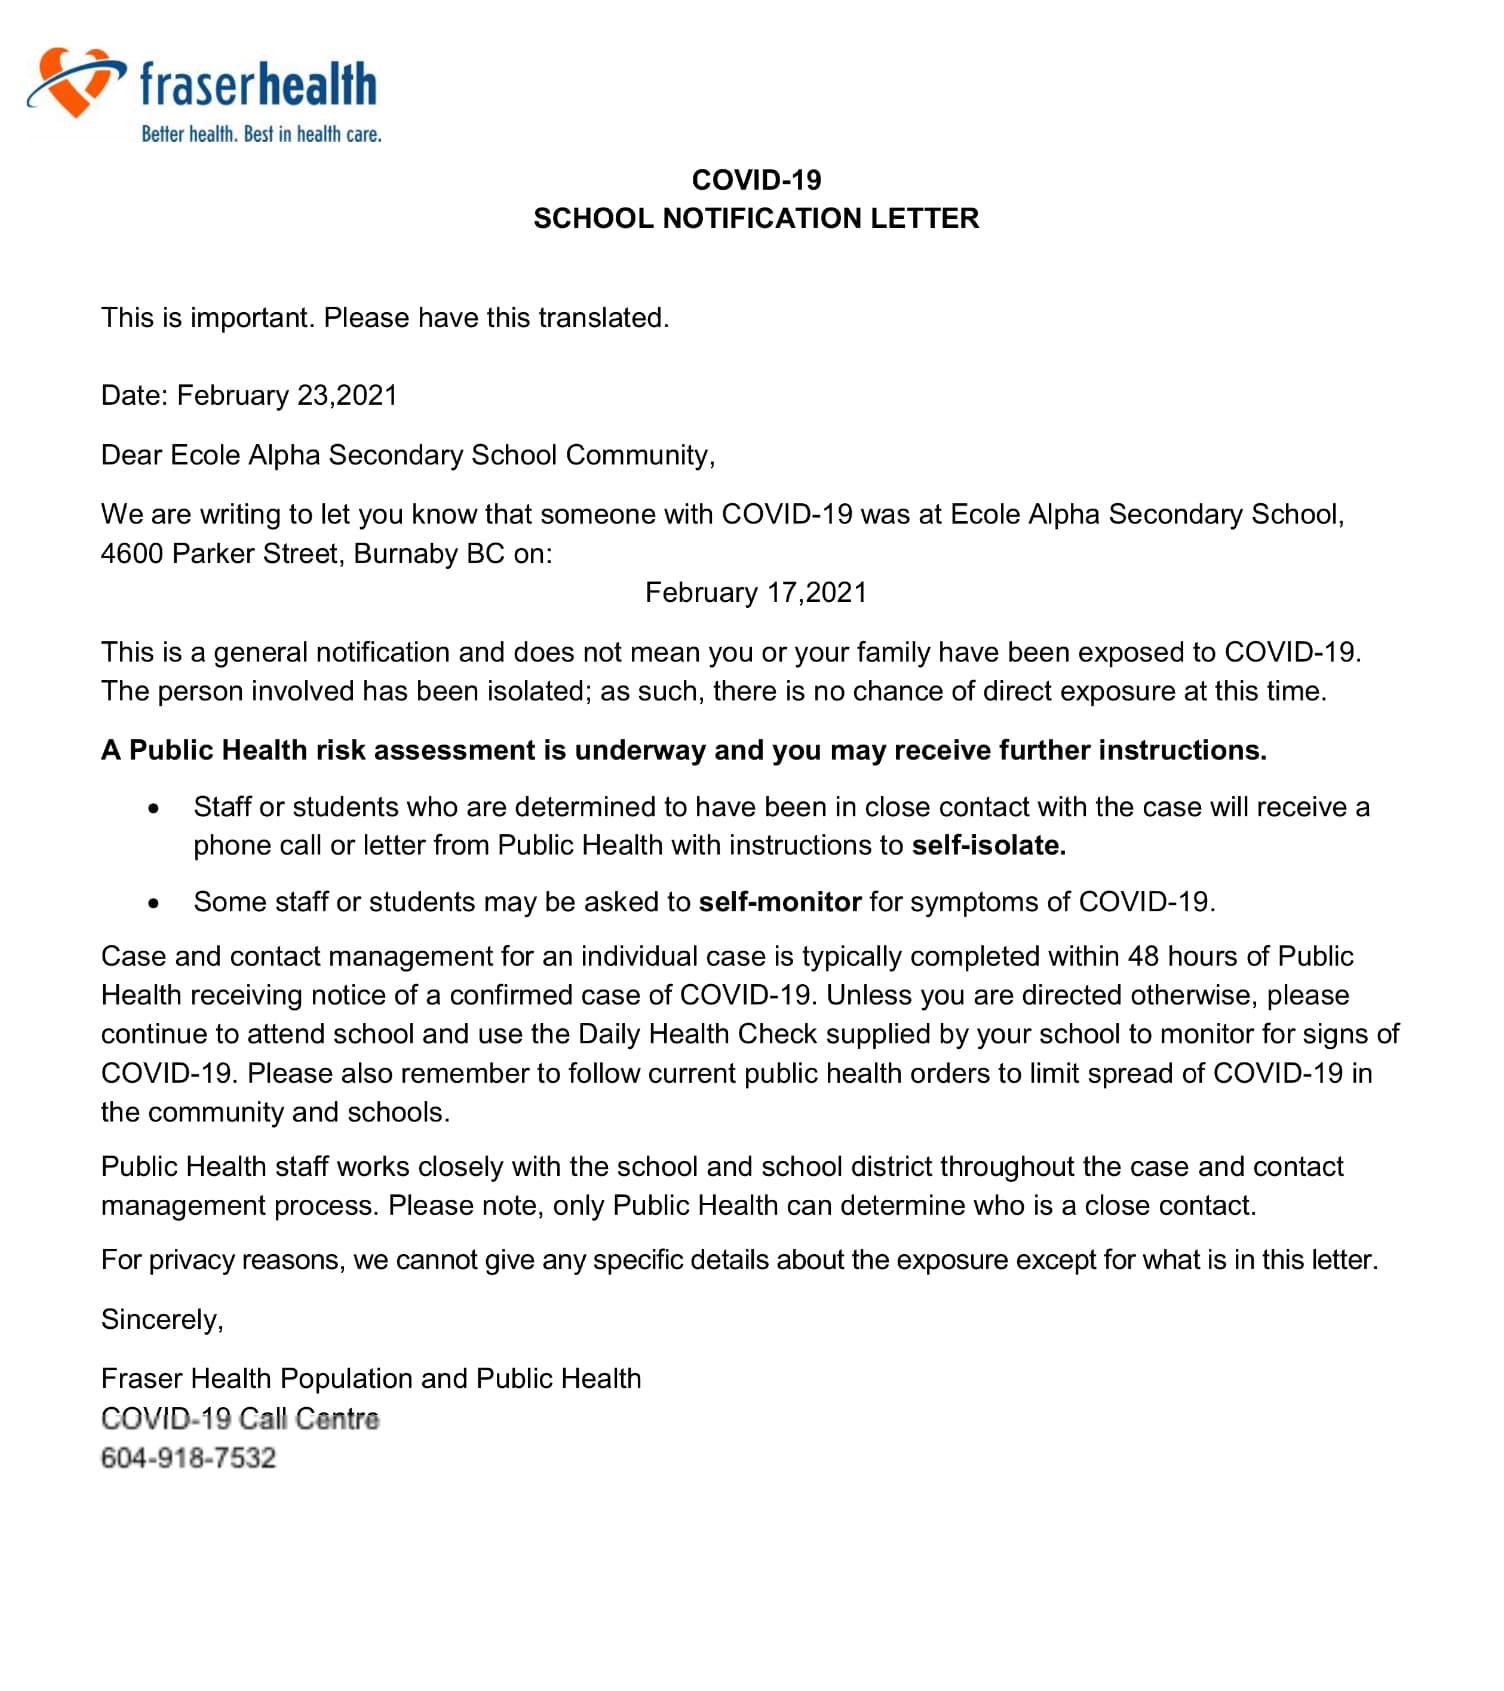 fraserhealth
Better health. Best in health care.
COVID-19
SCHOOL NOTIFICATION LETTER
This is important. Please have this translated.
Date: February 23,2021
Dear Ecole Alpha Secondary School Community,
We are writing to let you know that someone with COVID-19 was at Ecole Alpha Secondary School,
4600 Parker Street, Burnaby BC on:
February 17,2021
This is a general notification and does not mean you or your family have been exposed to COVID-19.
The person involved has been isolated; as such, there is no chance of direct exposure at this time.
A Public Health risk assessment is underway and you may receive further instructions.
• Staff or students who are determined to have been in close contact with the case will receive a
phone call or letter from Public Health with instructions to self-isolate.
• Some staff or students may be asked to self-monitor for symptoms of COVID-19.
Case and contact management for an individual case is typically completed within 48 hours of Public
Health receiving notice of a confirmed case of COVID-19. Unless you are directed otherwise, please
continue to attend school and use the Daily Health Check supplied by your school to monitor for signs of
COVID-19. Please also remember to follow current public health orders to limit spread of COVID-19 in
the community and schools.
Public Health staff works closely with the school and school district throughout the case and contact
management process. Please note, only Public Health can determine who is a close contact.
For privacy reasons, we cannot give any specific details about the exposure except for what is in this letter.
Sincerely,
Fraser Health Population and Public Health
COVID-19 Call Centre
604-918-7532